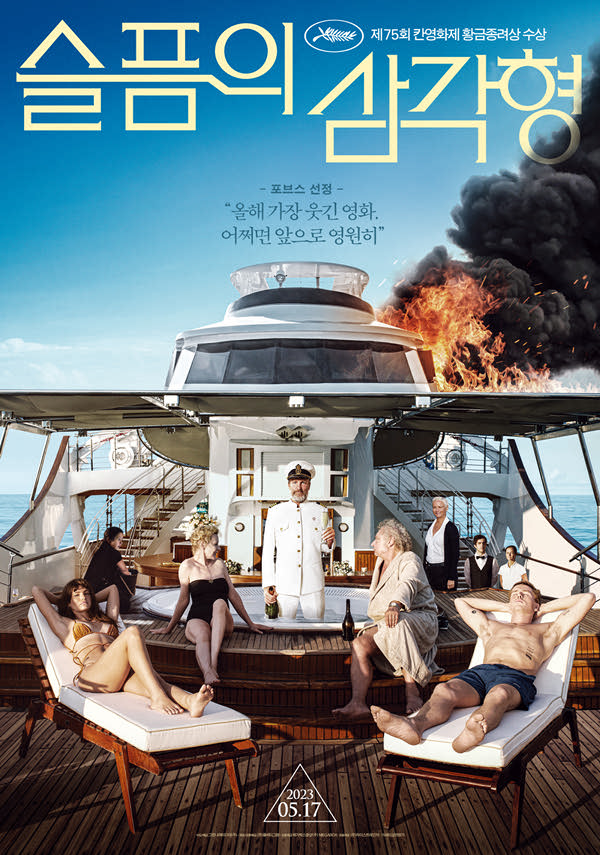 제75회 칸영화제 황금종려상 수상
슬픔의
삼각형
- 포브스 선정 -
“올해 가장 웃긴 영화.
어쩌면 앞으로 영원히”
2023
05.17